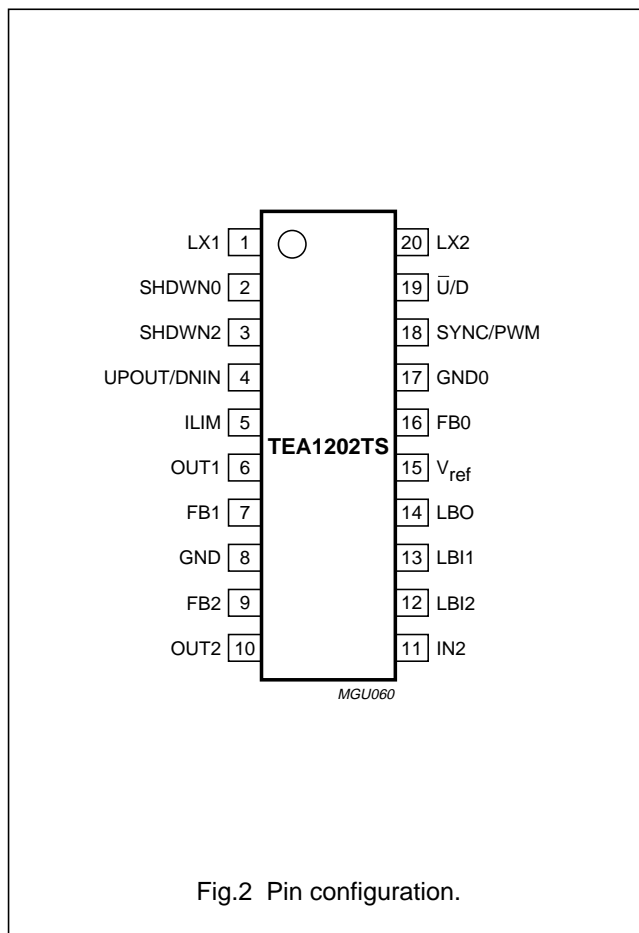 LX1 1 20 LX2
SHDWN0 2 19 U̅/D
SHDWN2 3 18 SYNC/PWM
UPOUT/DNIN 4 17 GND0
ILIM 5 16 FB0
TEA1202TS
OUT1 6 15 Vref
FB1 7 14 LBO
GND 8 13 LBI1
FB2 9 12 LBI2
OUT2 10 11 IN2
MGU060
Fig.2 Pin configuration.